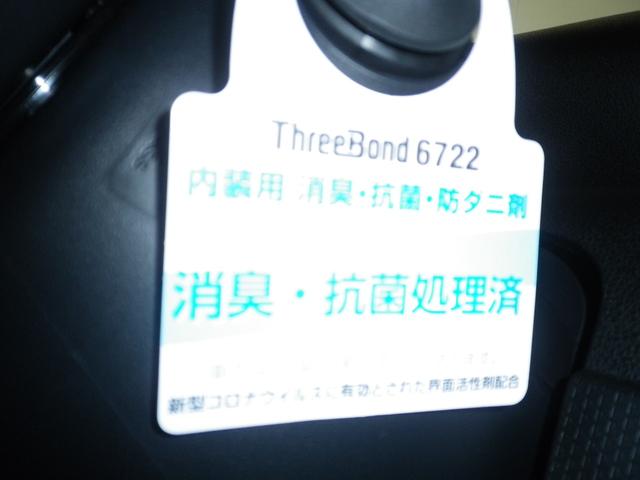 ThreeBond 6722
内装用 消臭・抗菌・防ダニ剤
消臭・抗菌処理済
新型コロナウイルスに有効とされた界面活性剤配合